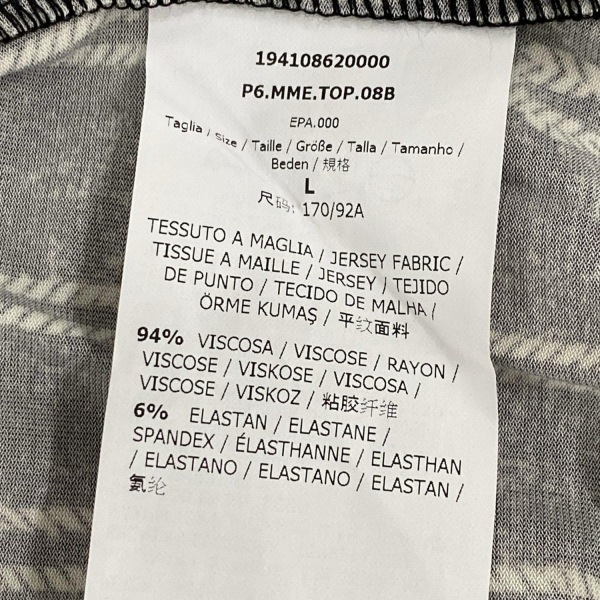 194108620000
P6.MME.TOP.08B
EPA.000
Taglia / Size / Taille / Größe / Talla / Tamanho /
Beden / 規格
L
尺码: 170/92A
TESSUTO A MAGLIA / JERSEY FABRIC /
TISSUE A MAILLE / JERSEY / TEJIDO
DE PUNTO / TECIDO DE MALHA /
ÖRME KUMAŞ / 平纹面料
94% VISCOSA / VISCOSE / RAYON /
VISCOSE / VISKOSE / VISCOSA /
VISCOSE / VISKOZ / 粘胶纤维
6% ELASTAN / ELASTANE /
SPANDEX / ÉLASTHANNE / ELASTHAN
/ ELASTANO / ELASTANO / ELASTAN /
氨纶